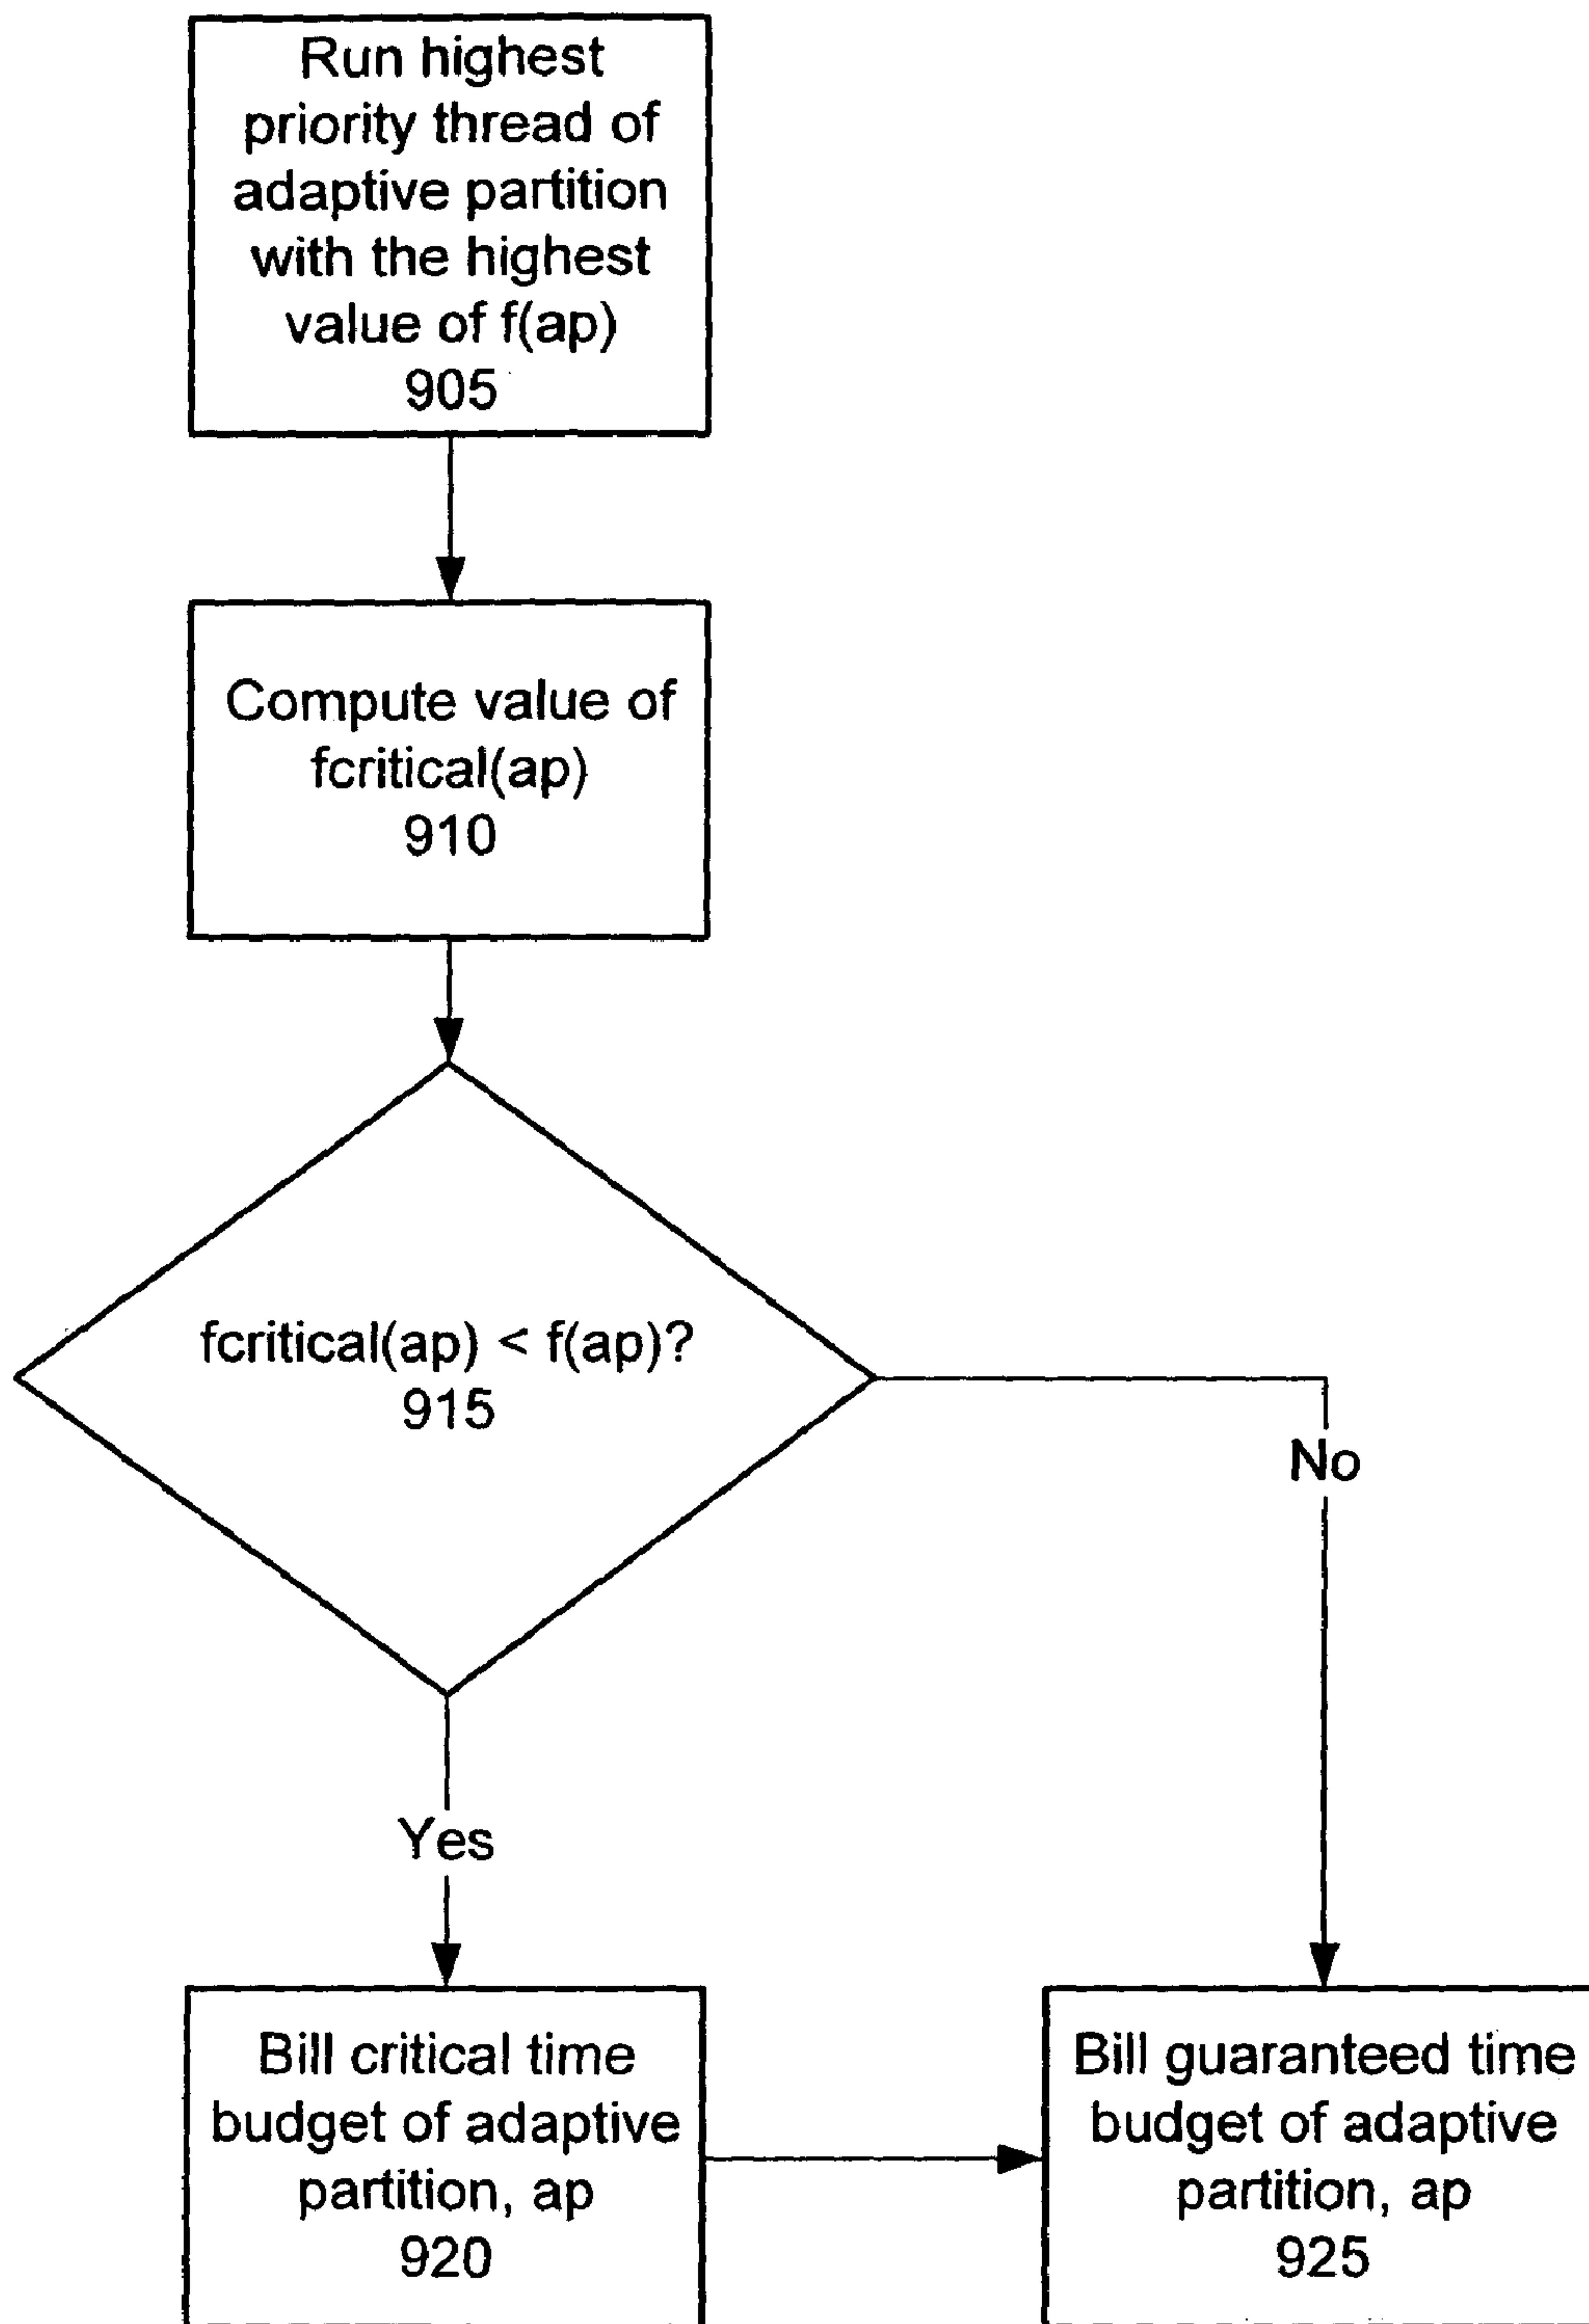 Run highest
priority thread of
adaptive partition
with the highest
value of f(ap)
905
Compute value of
fcritical(ap)
910
fcritical(ap) < f(ap)?
915
No
Yes
Bill critical time
budget of adaptive
partition, ap
920
Bill guaranteed time
budget of adaptive
partition, ap
925